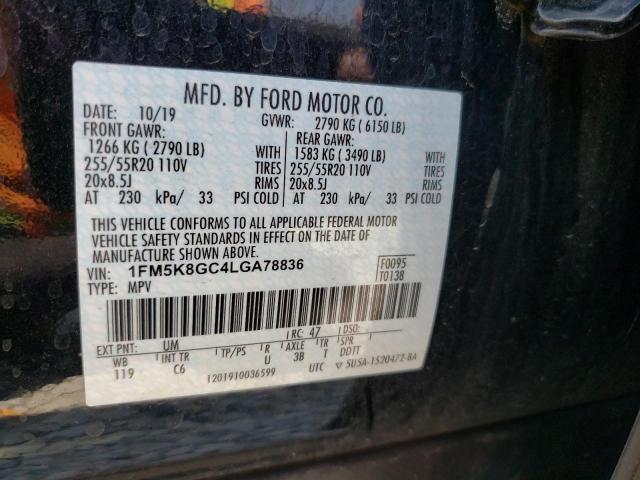 MFD. BY FORD MOTOR CO.
DATE: 10/19 GVWR: 2790 KG ( 6150 LB)
FRONT GAWR: REAR GAWR:
1266 KG ( 2790 LB) WITH 1583 KG ( 3490 LB) WITH
255/55R20 110V TIRES 255/55R20 110V TIRES
20x8.5J RIMS 20x8.5J RIMS
AT 230 kPa/ 33 PSI COLD AT 230 kPa/ 33 PSI COLD
THIS VEHICLE CONFORMS TO ALL APPLICABLE FEDERAL MOTOR
VEHICLE SAFETY STANDARDS IN EFFECT ON THE DATE OF
MANUFACTURE SHOWN ABOVE.
VIN: 1FM5K8GC4LGA78836 F0095
TYPE: MPV T0138
EXT PNT: UM RC: 47 DSO:
WB INT TR TP/PS R AXLE TR SPR
119 C6 U 3B T DDTT
1201910036599 UTC ▽ 5U5A-1520472-BA